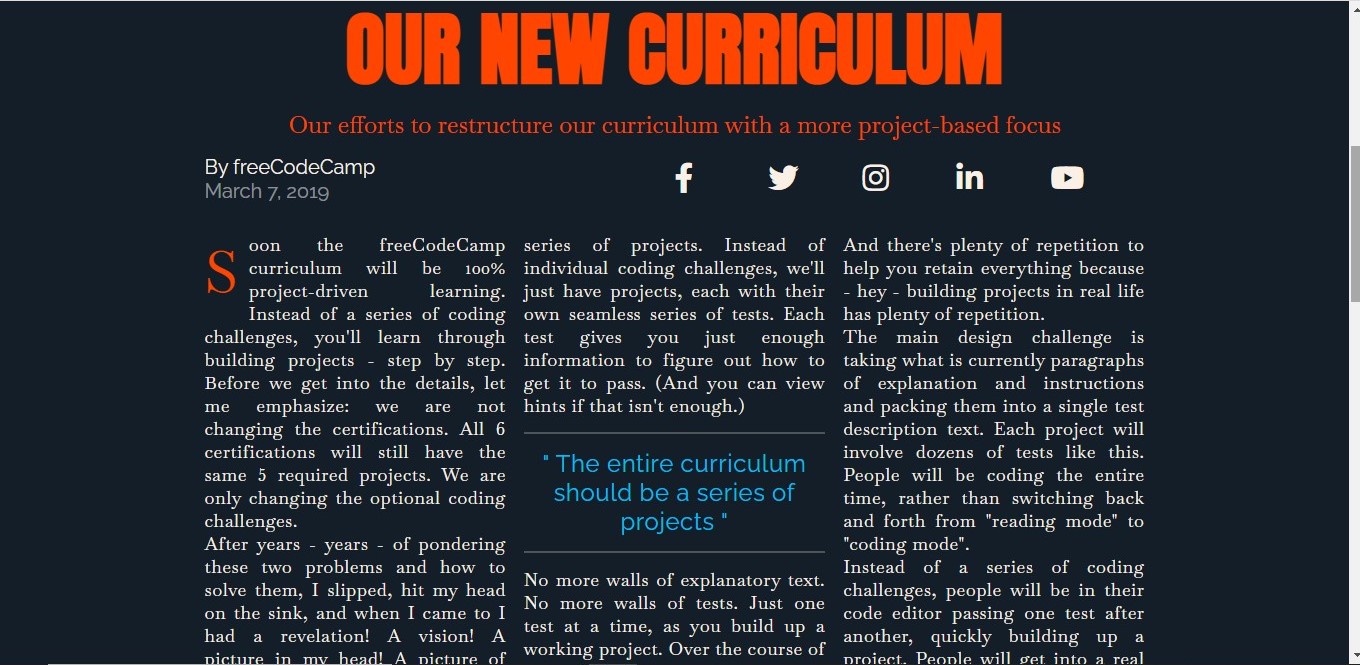 OUR NEW CURRICULUM
Our efforts to restructure our curriculum with a more project-based focus
By freeCodeCamp
March 7, 2019
Soon the freeCodeCamp
curriculum will be 100%
project-driven learning.
Instead of a series of coding
challenges, you'll learn through
building projects - step by step.
Before we get into the details, let
me emphasize: we are not
changing the certifications. All 6
certifications will still have the
same 5 required projects. We are
only changing the optional coding
challenges.
After years - years - of pondering
these two problems and how to
solve them, I slipped, hit my head
on the sink, and when I came to I
had a revelation! A vision! A
picture in my head! A picture of
series of projects. Instead of
individual coding challenges, we'll
just have projects, each with their
own seamless series of tests. Each
test gives you just enough
information to figure out how to
get it to pass. (And you can view
hints if that isn't enough.)
" The entire curriculum
should be a series of
projects "
No more walls of explanatory text.
No more walls of tests. Just one
test at a time, as you build up a
working project. Over the course of
And there's plenty of repetition to
help you retain everything because
- hey - building projects in real life
has plenty of repetition.
The main design challenge is
taking what is currently paragraphs
of explanation and instructions
and packing them into a single test
description text. Each project will
involve dozens of tests like this.
People will be coding the entire
time, rather than switching back
and forth from "reading mode" to
"coding mode".
Instead of a series of coding
challenges, people will be in their
code editor passing one test after
another, quickly building up a
project. People will get into a real